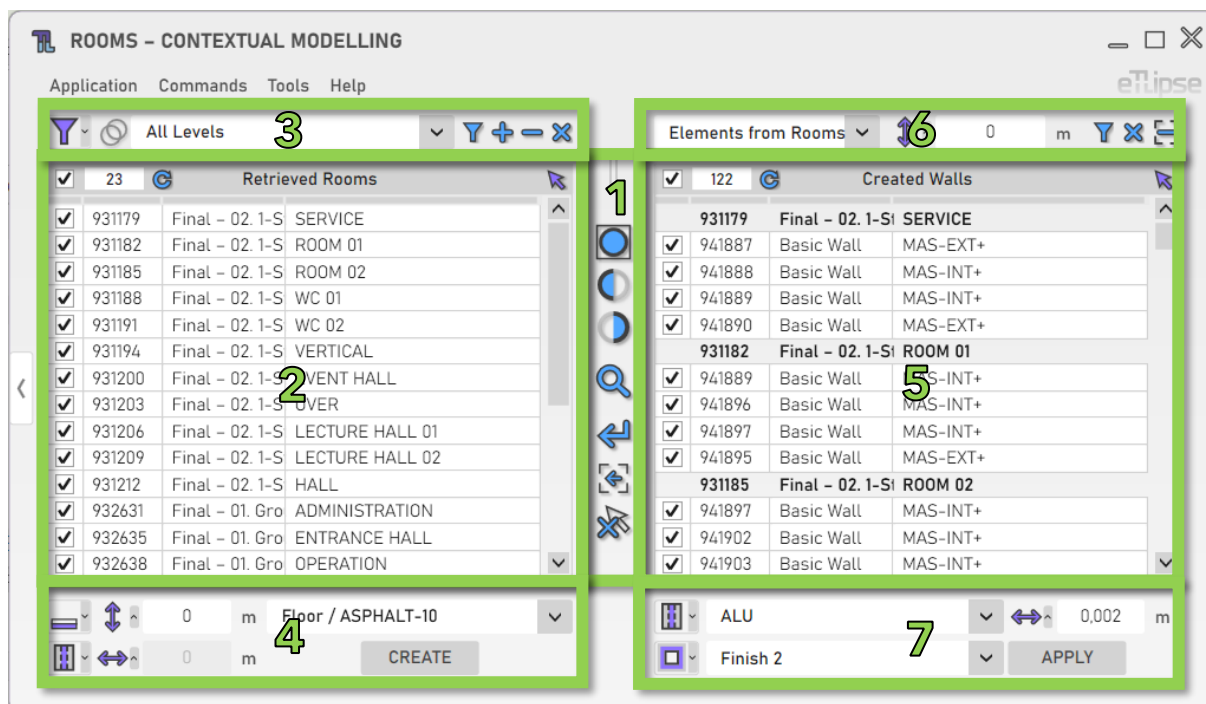 ROOMS – CONTEXTUAL MODELLING
Application Commands Tools Help
eTLipse
All Levels 3
Elements from Rooms 6 0 m
23 Retrieved Rooms
931179 Final – 02. 1-S SERVICE
931182 Final – 02. 1-S ROOM 01
931185 Final – 02. 1-S ROOM 02
931188 Final – 02. 1-S WC 01
931191 Final – 02. 1-S WC 02
931194 Final – 02. 1-S VERTICAL
931200 Final – 02. 1-S VENT HALL
931203 Final – 02. 1-S OVER
931206 Final – 02. 1-S LECTURE HALL 01
931209 Final – 02. 1-S LECTURE HALL 02
931212 Final – 02. 1-S HALL
932631 Final – 01. Gro ADMINISTRATION
932635 Final – 01. Gro ENTRANCE HALL
932638 Final – 01. Gro OPERATION
2
1
122 Created Walls
931179 Final – 02. 1-St SERVICE
941887 Basic Wall MAS-EXT+
941888 Basic Wall MAS-INT+
941889 Basic Wall MAS-INT+
941890 Basic Wall MAS-EXT+
931182 Final – 02. 1-St ROOM 01
941889 Basic Wall MAS-INT+
941896 Basic Wall MAS-INT+
941897 Basic Wall MAS-INT+
941895 Basic Wall MAS-EXT+
931185 Final – 02. 1-St ROOM 02
941897 Basic Wall MAS-INT+
941902 Basic Wall MAS-INT+
941903 Basic Wall MAS-INT+
5
0 m Floor / ASPHALT-10
4
0 m CREATE
ALU 0,002 m
7
Finish 2 APPLY